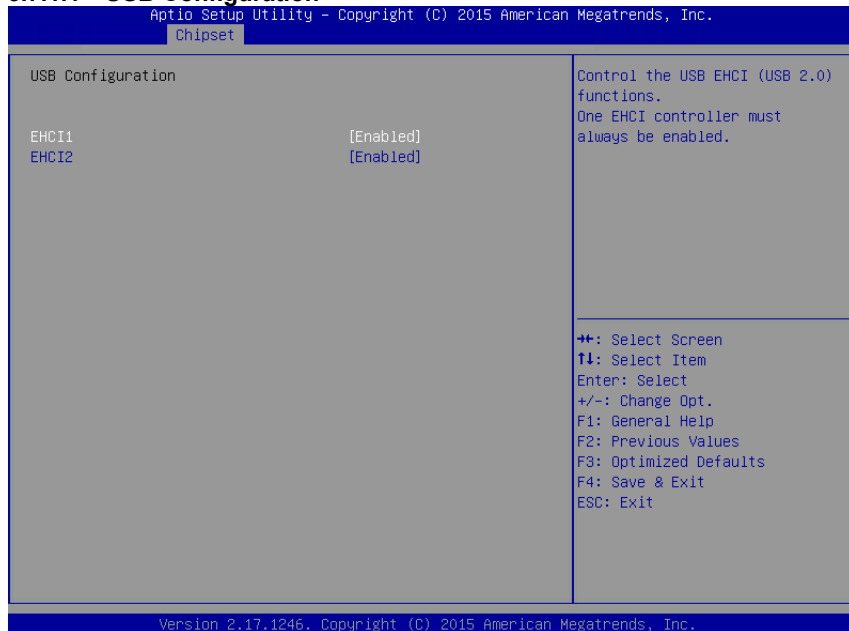 Aptio Setup Utility – Copyright (C) 2015 American Megatrends, Inc.
Chipset
USB Configuration
EHCI1 [Enabled]
EHCI2 [Enabled]
Control the USB EHCI (USB 2.0)
functions.
One EHCI controller must
always be enabled.
→←: Select Screen
↑↓: Select Item
Enter: Select
+/-: Change Opt.
F1: General Help
F2: Previous Values
F3: Optimized Defaults
F4: Save & Exit
ESC: Exit
Version 2.17.1246. Copyright (C) 2015 American Megatrends, Inc.